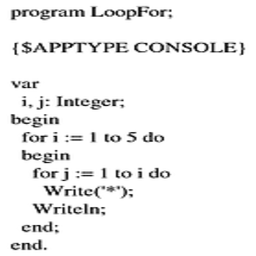 program LoopFor;
{$APPTYPE CONSOLE}
var
i, j: Integer;
begin
for i := 1 to 5 do
begin
for j := 1 to i do
Write('*');
Writeln;
end;
end.